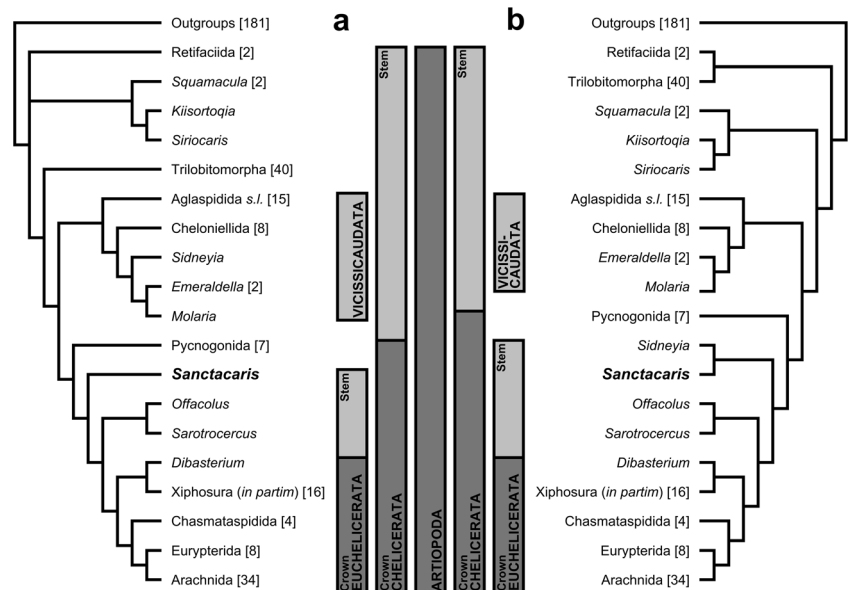 a
b
Outgroups [181]
Retifaciida [2]
Squamacula [2]
Kiisortoqia
Siriocaris
Trilobitomorpha [40]
Aglaspidida s.l. [15]
Cheloniellida [8]
Sidneyia
Emeraldella [2]
Molaria
Pycnogonida [7]
Sanctacaris
Offacolus
Sarotrocercus
Dibasterium
Xiphosura (in partim) [16]
Chasmataspidida [4]
Eurypterida [8]
Arachnida [34]
VICISSICAUDATA
Stem
Crown
EUCHELICERATA
Stem
Crown
CHELICERATA
ARTIOPODA
Stem
Crown
CHELICERATA
VICISSI-
CAUDATA
Stem
Crown
EUCHELICERATA
Outgroups [181]
Retifaciida [2]
Trilobitomorpha [40]
Squamacula [2]
Kiisortoqia
Siriocaris
Aglaspidida s.l. [15]
Cheloniellida [8]
Emeraldella [2]
Molaria
Pycnogonida [7]
Sidneyia
Sanctacaris
Offacolus
Sarotrocercus
Dibasterium
Xiphosura (in partim) [16]
Chasmataspidida [4]
Eurypterida [8]
Arachnida [34]